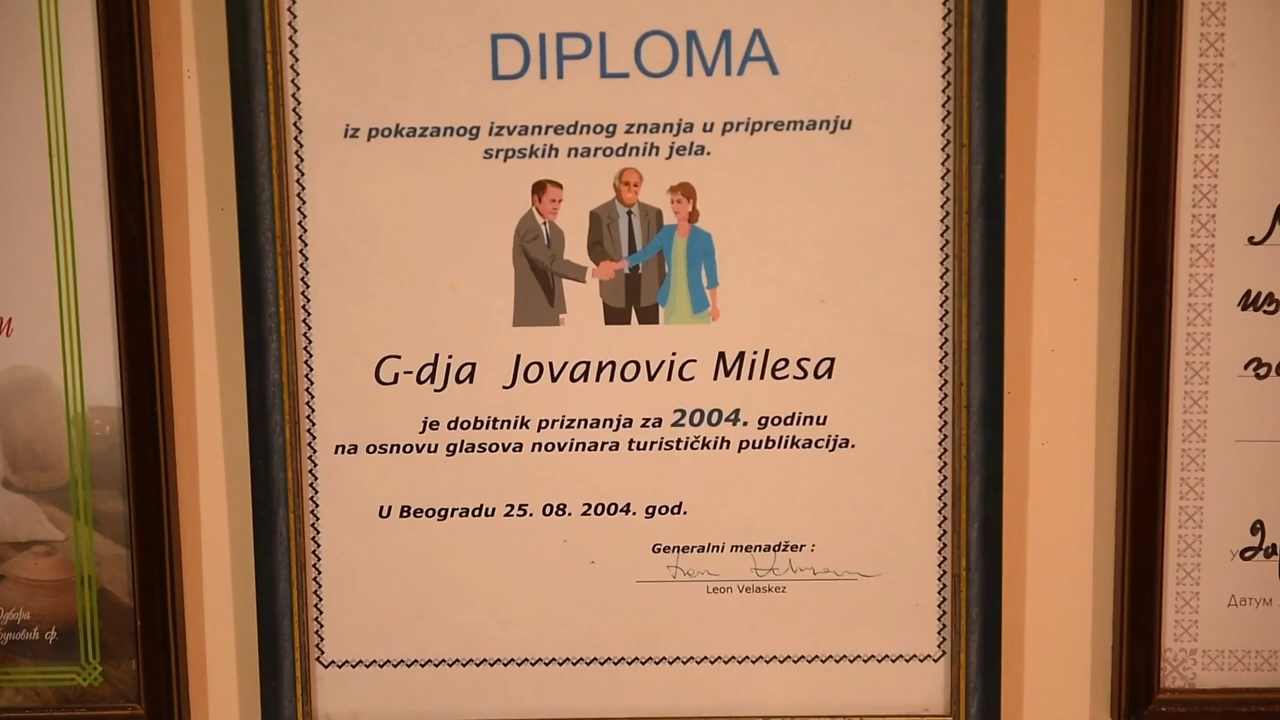 DIPLOMA
iz pokazanog izvanrednog znanja u pripremanju
srpskih narodnih jela.
G-dja Jovanovic Milesa
je dobitnik priznanja za 2004. godinu
na osnovu glasova novinara turističkih publikacija.
U Beogradu 25. 08. 2004. god.
Generalni menadžer :
Leon Velaskez
Датум